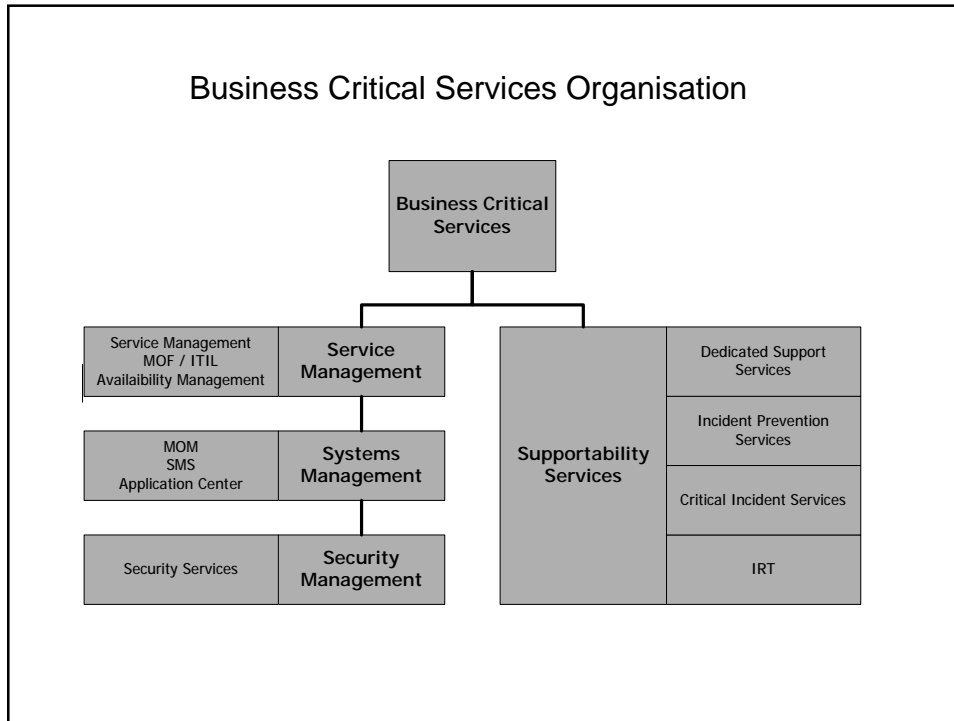 Business Critical Services Organisation
Business Critical
Services
Service Management
MOF / ITIL
Availaibility Management
Service
Management
MOM
SMS
Application Center
Systems
Management
Security Services
Security
Management
Supportability
Services
Dedicated Support
Services
Incident Prevention
Services
Critical Incident Services
IRT